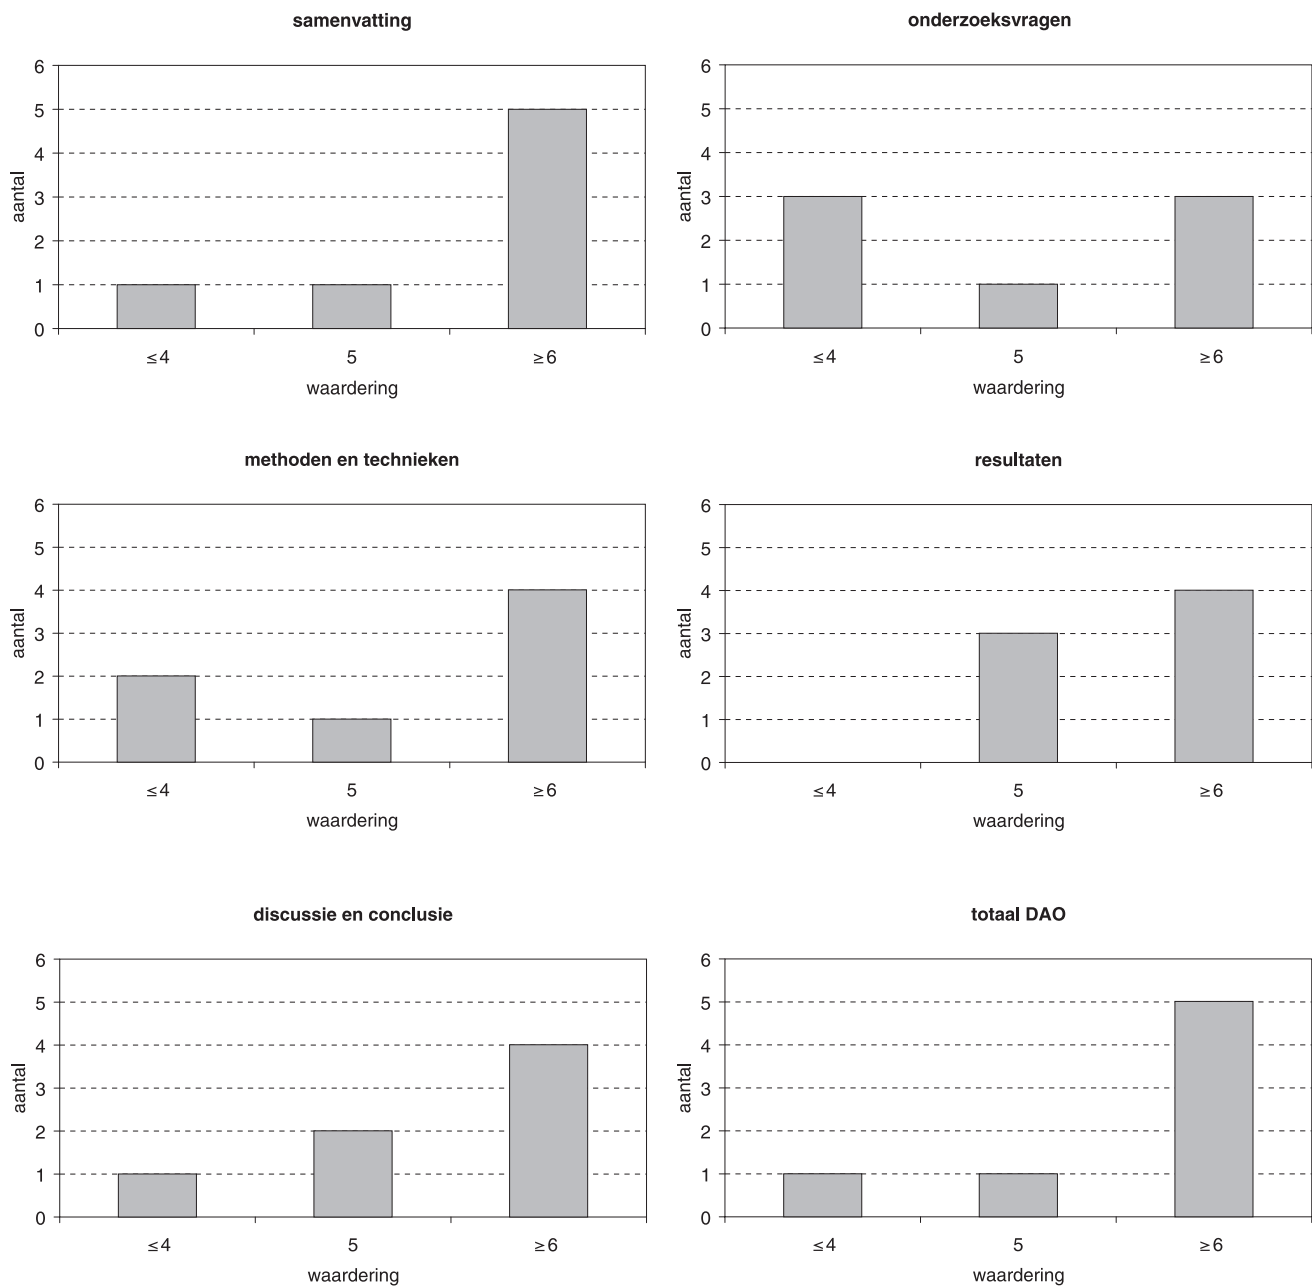 samenvatting
6
5
4
3
2
1
0
aantal
≤4 5 ≥6
waardering
onderzoeksvragen
6
5
4
3
2
1
0
aantal
≤4 5 ≥6
waardering
methoden en technieken
6
5
4
3
2
1
0
aantal
≤4 5 ≥6
waardering
resultaten
6
5
4
3
2
1
0
aantal
≤4 5 ≥6
waardering
discussie en conclusie
6
5
4
3
2
1
0
aantal
≤4 5 ≥6
waardering
totaal DAO
6
5
4
3
2
1
0
aantal
≤4 5 ≥6
waardering